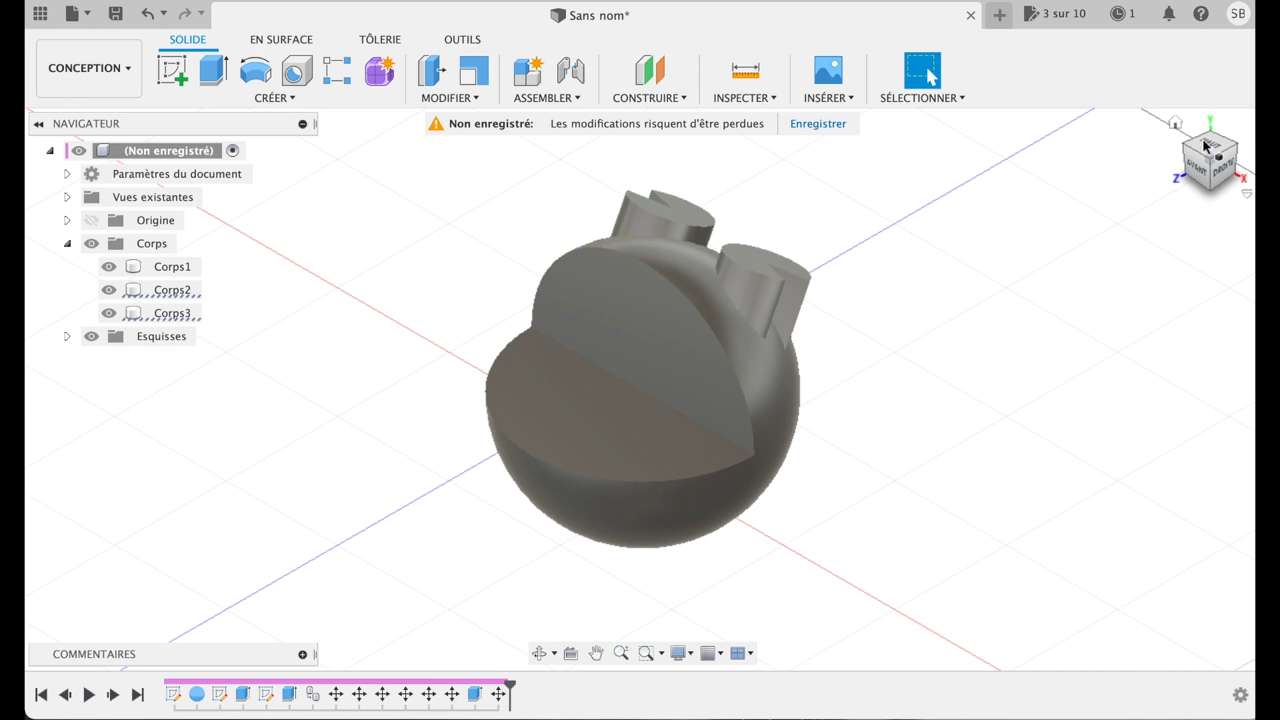 Sans nom*
3 sur 10
1
SB
CONCEPTION
SOLIDE
EN SURFACE
TÔLERIE
OUTILS
CRÉER
MODIFIER
ASSEMBLER
CONSTRUIRE
INSPECTER
INSÉRER
SÉLECTIONNER
NAVIGATEUR
Non enregistré: Les modifications risquent d'être perdues Enregistrer
(Non enregistré)
Paramètres du document
Vues existantes
Origine
Corps
Corps1
Corps2
Corps3
Esquisses
Y
AVANT
DROITE
Z
X
COMMENTAIRES